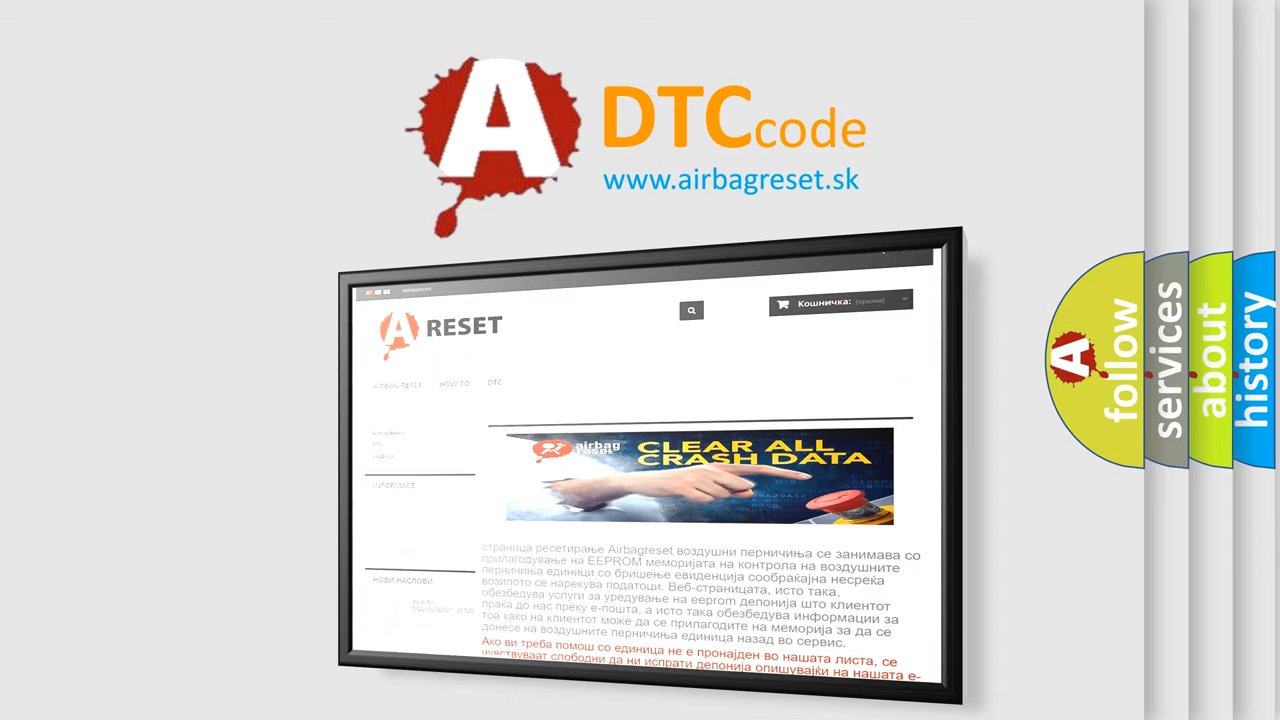 A
DTCcode
www.airbagreset.sk
A RESET
Кошничка: (празна)
AIRBAG RESET HOW TO DTC
INFORMACE
НОВИ НАСЛОВИ
airbag
reset
CLEAR ALL
CRASH DATA
страница ресетирање Airbagreset воздушни перничиња се занимава со
прилагодување на EEPROM меморијата на контрола на воздушните
перничиња единици со бришење евиденција сообраќајна несреќа
возилото се нарекува податоци. Веб-страницата, исто така,
обезбедува услуги за уредување на eeprom депонија што клиентот
праќа до нас преку е-пошта, а исто така обезбедува информации за
тоа како на клиентот може да се прилагодите на меморија за да се
донесе на воздушните перничиња единица назад во сервис.
Ако ви треба помош со единица не е пронајден во нашата листа, се
чувствуваат слободни да ни испрати депонија опишувајќи на нашата е-
A
follow
services
about
history